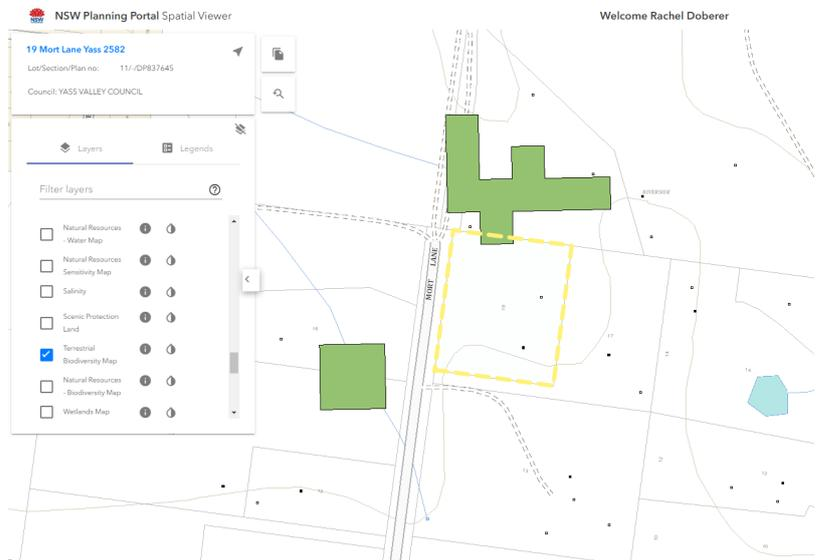 NSW Planning Portal Spatial Viewer
Welcome Rachel Doberer
19 Mort Lane Yass 2582
Lot/Section/Plan no: 11/-/DP837645
Council: YASS VALLEY COUNCIL
Layers
Legends
Filter layers
Natural Resources
- Water Map
Natural Resources
Sensitivity Map
Salinity
Scenic Protection
Land
Terrestrial
Biodiversity Map
Natural Resources
- Biodiversity Map
Wetlands Map
MORT LANE
RIVERSIDE
17